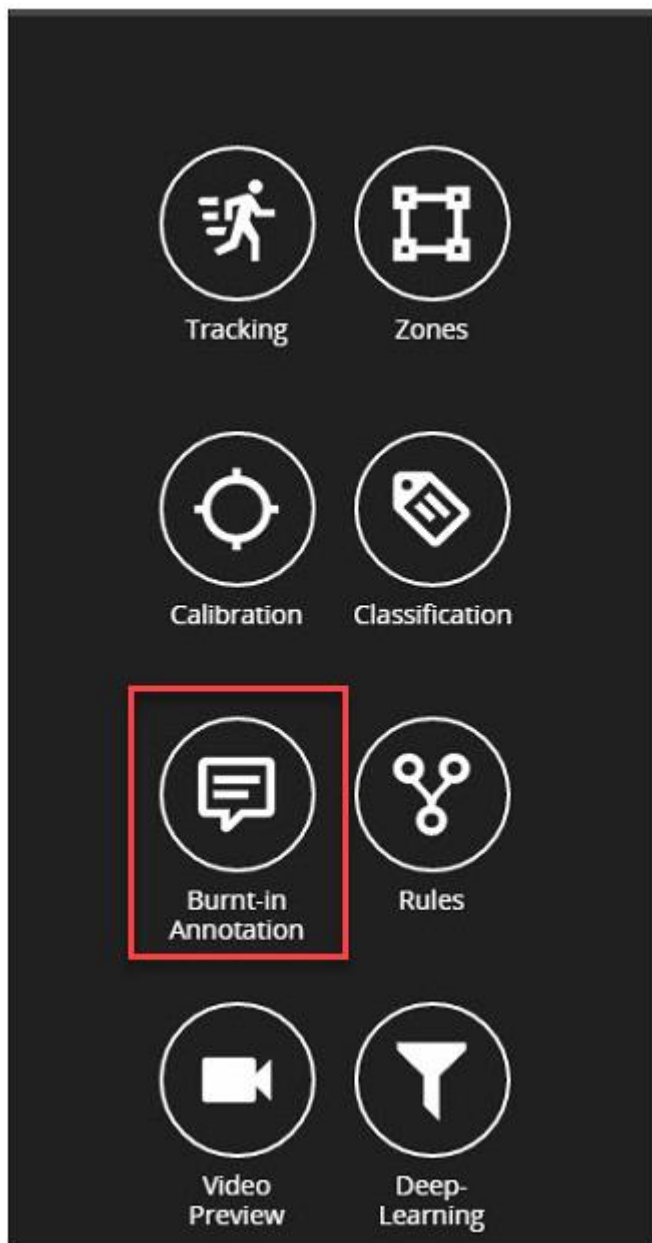 Tracking
Zones
Calibration
Classification
Burnt-in
Annotation
Rules
Video
Preview
Deep-
Learning